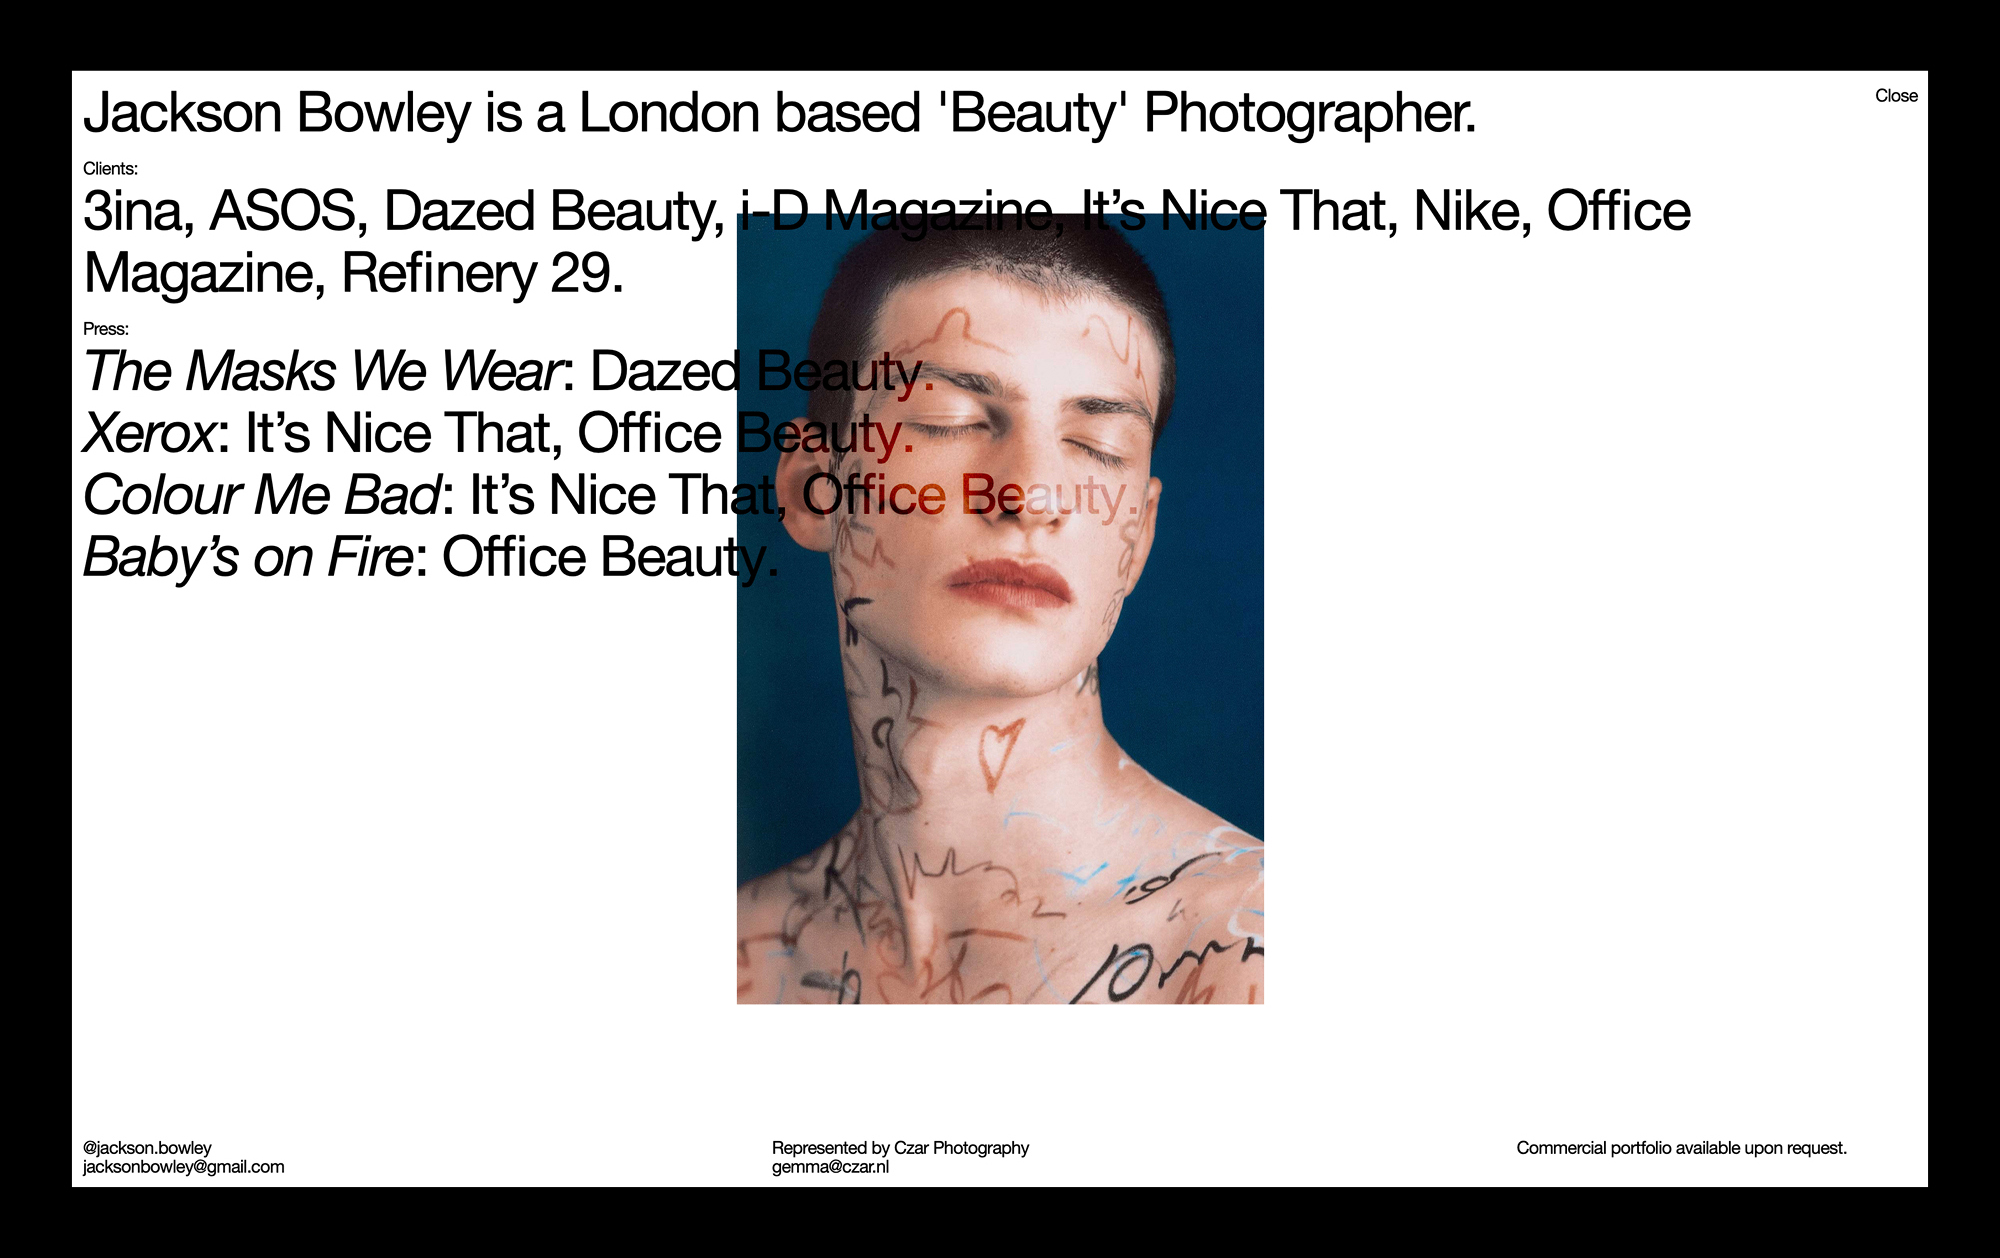 Jackson Bowley is a London based 'Beauty' Photographer.
Close
Clients:
3ina, ASOS, Dazed Beauty, i-D Magazine, It’s Nice That, Nike, Office
Magazine, Refinery 29.
Press:
The Masks We Wear: Dazed Beauty.
Xerox: It’s Nice That, Office Beauty.
Colour Me Bad: It’s Nice That, Office Beauty.
Baby’s on Fire: Office Beauty.
@jackson.bowley
jacksonbowley@gmail.com
Represented by Czar Photography
gemma@czar.nl
Commercial portfolio available upon request.